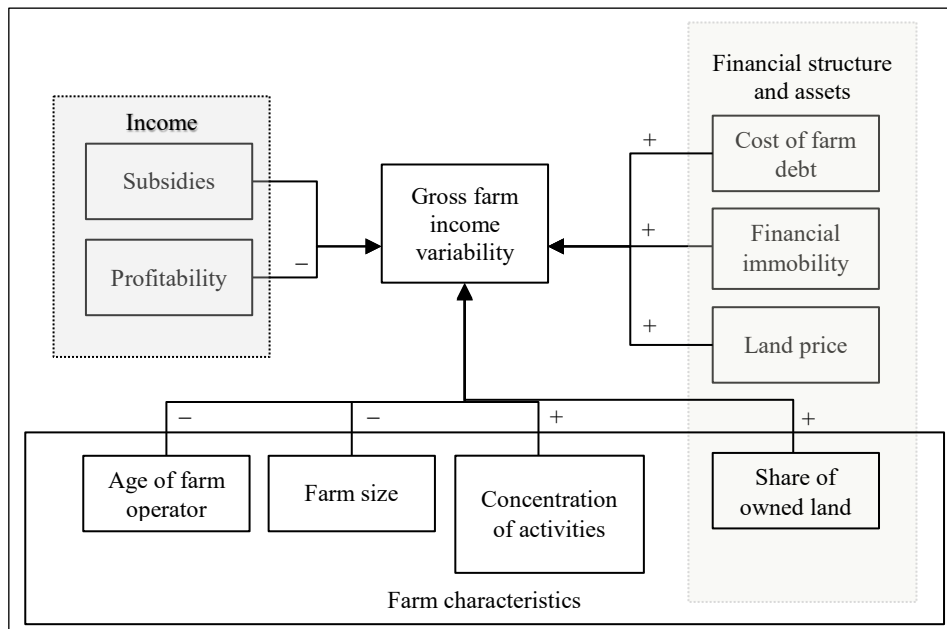 Financial structure
and assets
Income
Subsidies
Profitability
−
Gross farm
income
variability
+
Cost of farm
debt
+
Financial
immobility
+
Land price
−
−
+
+
Age of farm
operator
Farm size
Concentration
of activities
Share of
owned land
Farm characteristics